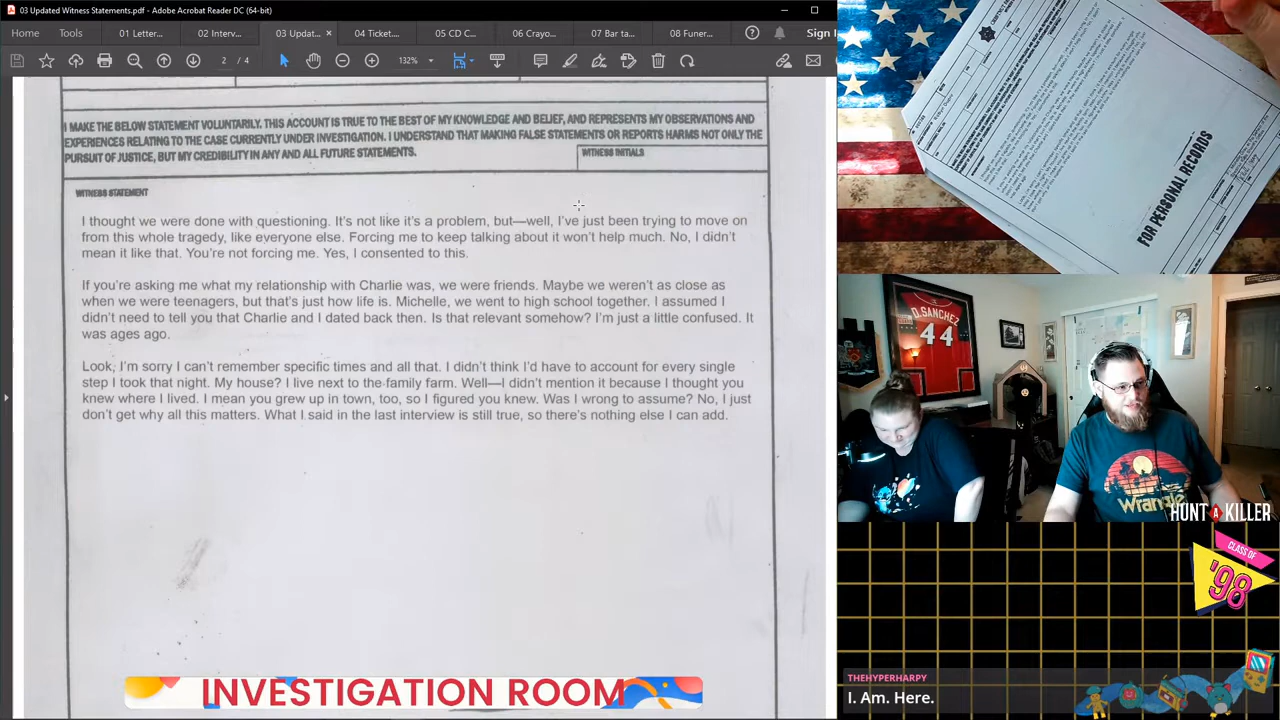 03 Updated Witness Statements.pdf - Adobe Acrobat Reader DC (64-bit)
Home Tools 01 Letter... 02 Interv... 03 Updat... × 04 Ticket... 05 CD C... 06 Crayo... 07 Bar ta... 08 Funer... Sign I
2 / 4 132%
I MAKE THE BELOW STATEMENT VOLUNTARILY. THIS ACCOUNT IS TRUE TO THE BEST OF MY KNOWLEDGE AND BELIEF, AND REPRESENTS MY OBSERVATIONS AND
EXPERIENCES RELATING TO THE CASE CURRENTLY UNDER INVESTIGATION. I UNDERSTAND THAT MAKING FALSE STATEMENTS OR REPORTS HARMS NOT ONLY THE
PURSUIT OF JUSTICE, BUT MY CREDIBILITY IN ANY AND ALL FUTURE STATEMENTS.
WITNESS INITIALS
WITNESS STATEMENT
I thought we were done with questioning. It's not like it's a problem, but—well, I've just been trying to move on
from this whole tragedy, like everyone else. Forcing me to keep talking about it won't help much. No, I didn't
mean it like that. You're not forcing me. Yes, I consented to this.
If you're asking me what my relationship with Charlie was, we were friends. Maybe we weren't as close as
when we were teenagers, but that's just how life is. Michelle, we went to high school together. I assumed I
didn't need to tell you that Charlie and I dated back then. Is that relevant somehow? I'm just a little confused. It
was ages ago.
Look, I'm sorry I can't remember specific times and all that. I didn't think I'd have to account for every single
step I took that night. My house? I live next to the family farm. Well—I didn't mention it because I thought you
knew where I lived. I mean you grew up in town, too, so I figured you knew. Was I wrong to assume? No, I just
don't get why all this matters. What I said in the last interview is still true, so there's nothing else I can add.
INVESTIGATION ROOM
FOR PERSONAL RECORDS
D.SANCHEZ
44
Wrangler
HUNT A KILLER
CLASS OF
'98
THEHYPERHARPY
I. Am. Here.